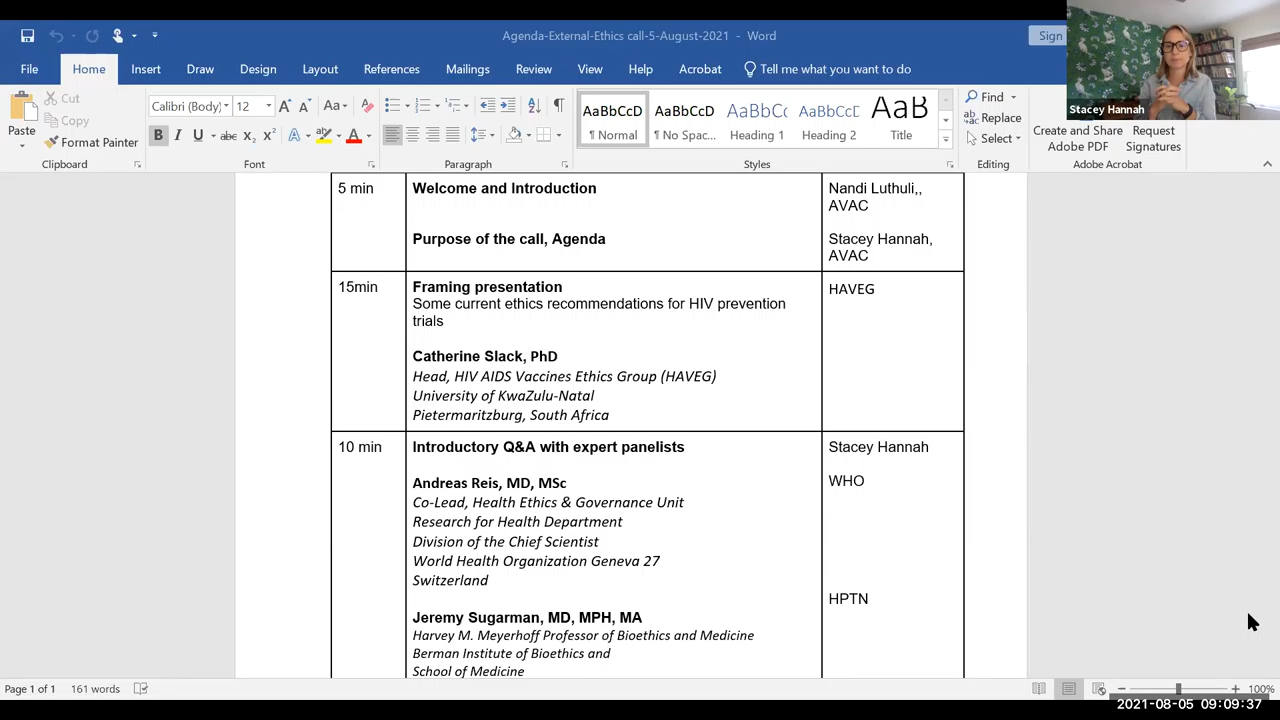 Agenda-External-Ethics call-5-August-2021 - Word
Sign
Stacey Hannah
File Home Insert Draw Design Layout References Mailings Review View Help Acrobat Tell me what you want to do
Paste
Cut
Copy
Format Painter
Clipboard
Calibri (Body) 12
Font
Paragraph
AaBbCcD AaBbCcD AaBbCc AaBbCcD AaB
¶ Normal ¶ No Spac... Heading 1 Heading 2 Title
Styles
Find
Replace
Select
Editing
Create and Share Adobe PDF
Request Signatures
Adobe Acrobat
5 min Welcome and Introduction Nandi Luthuli,,
AVAC
Purpose of the call, Agenda Stacey Hannah,
AVAC
15min Framing presentation HAVEG
Some current ethics recommendations for HIV prevention
trials
Catherine Slack, PhD
Head, HIV AIDS Vaccines Ethics Group (HAVEG)
University of KwaZulu-Natal
Pietermaritzburg, South Africa
10 min Introductory Q&A with expert panelists Stacey Hannah
Andreas Reis, MD, MSc WHO
Co-Lead, Health Ethics & Governance Unit
Research for Health Department
Division of the Chief Scientist
World Health Organization Geneva 27
Switzerland
HPTN
Jeremy Sugarman, MD, MPH, MA
Harvey M. Meyerhoff Professor of Bioethics and Medicine
Berman Institute of Bioethics and
School of Medicine
Page 1 of 1 161 words 100%
2021-08-05 09:09:37